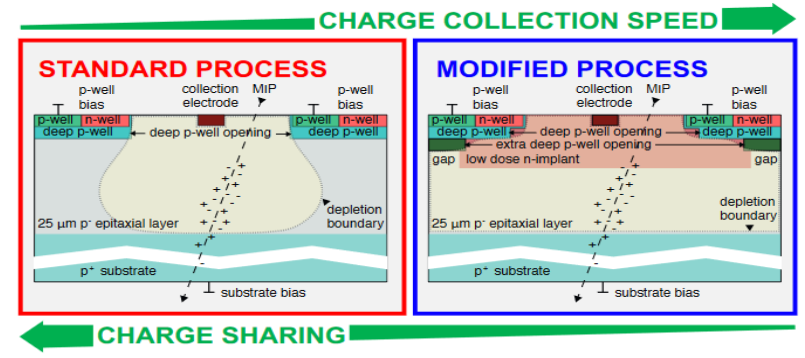 CHARGE COLLECTION SPEED
STANDARD PROCESS
p-well
bias
collection
electrode
MIP
p-well
bias
p-well
n-well
p-well
n-well
deep p-well
deep p-well opening
deep p-well
+ -
25 µm p- epitaxial layer
depletion
boundary
p+ substrate
substrate bias
MODIFIED PROCESS
p-well
bias
collection
electrode
MIP
p-well
bias
p-well
n-well
p-well
n-well
deep p-well
deep p-well opening
deep p-well
extra deep p-well opening
gap
low dose n-implant
gap
+ -
25 µm p- epitaxial layer
depletion
boundary
p+ substrate
substrate bias
CHARGE SHARING